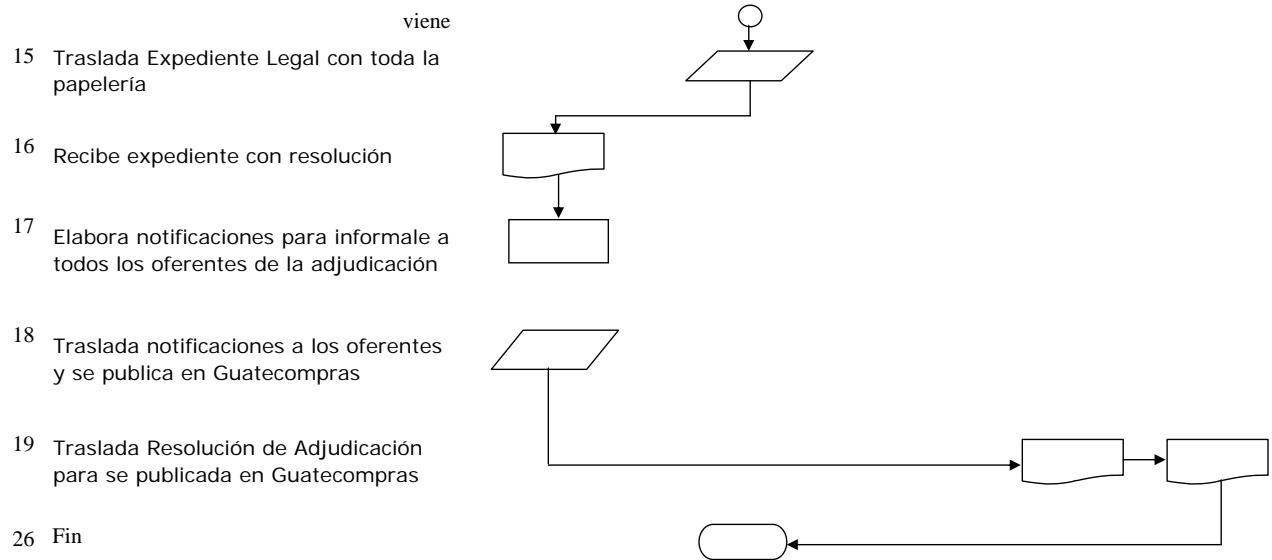 viene
15 Traslada Expediente Legal con toda la
papelería
16 Recibe expediente con resolución
17 Elabora notificaciones para informale a
todos los oferentes de la adjudicación
18 Traslada notificaciones a los oferentes
y se publica en Guatecompras
19 Traslada Resolución de Adjudicación
para se publicada en Guatecompras
26 Fin